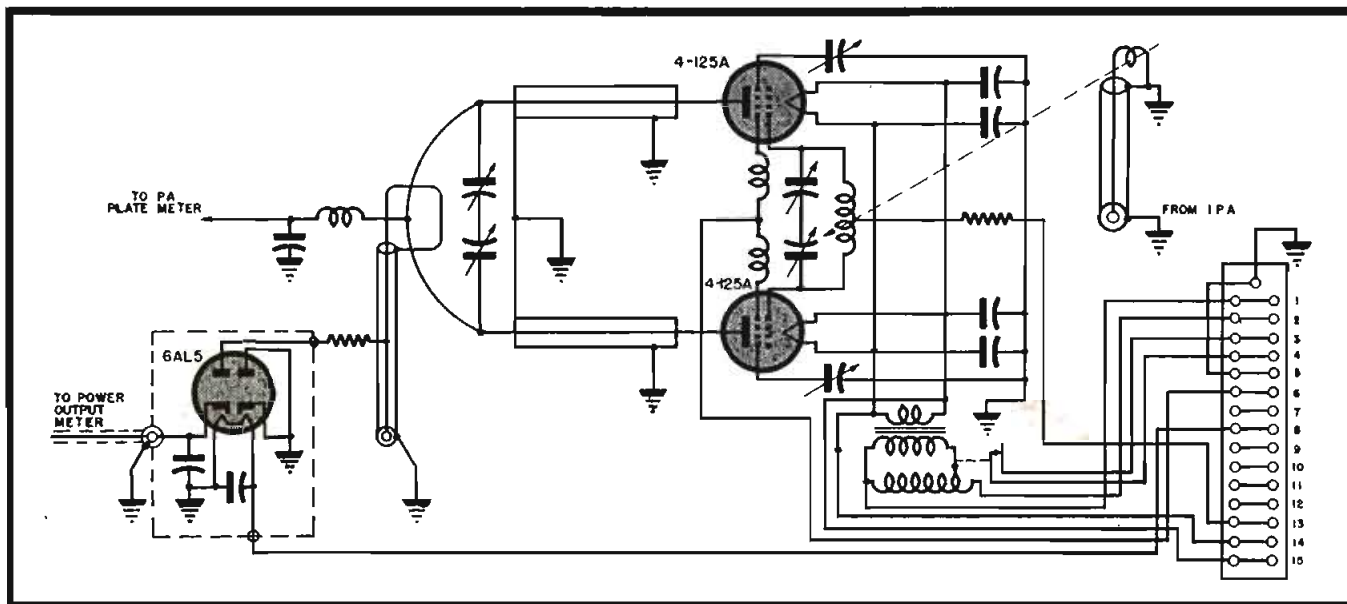 4-125A
TO PA
PLATE METER
FROM IPA
4-125A
6AL5
TO POWER
OUTPUT
METER
1
2
3
4
5
6
7
8
9
10
11
12
13
14
15